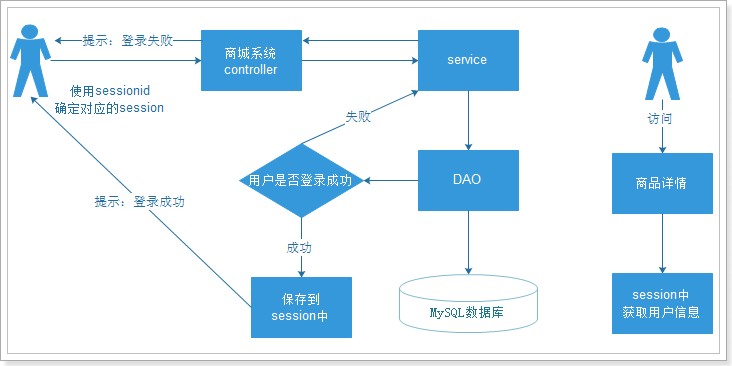 提示：登录失败
商城系统
controller
service
使用sessionid
确定对应的session
失败
访问
用户是否登录成功
DAO
商品详情
提示：登录成功
成功
保存到
session中
MySQL数据库
session中
获取用户信息